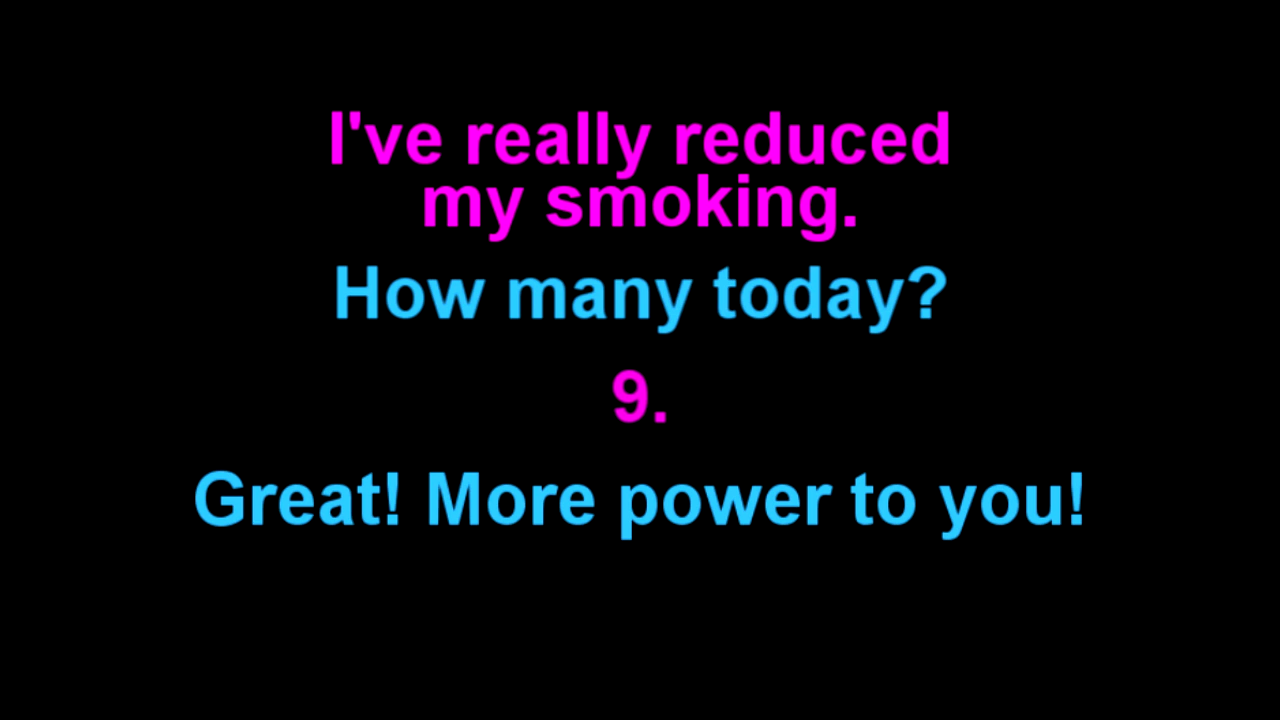 I've really reduced
my smoking.
How many today?
9.
Great! More power to you!